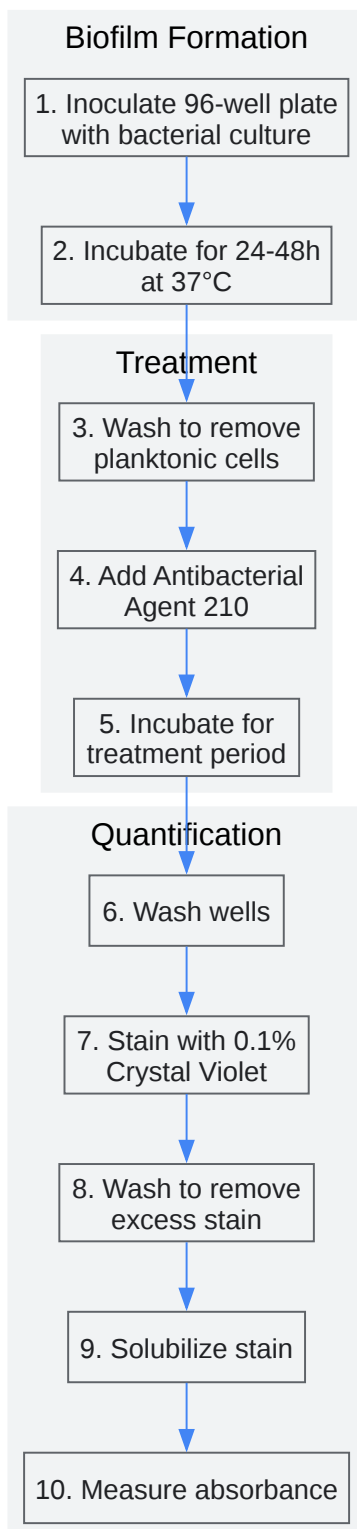 Biofilm Formation
1. Inoculate 96-well plate
with bacterial culture
2. Incubate for 24-48h
at 37°C
Treatment
3. Wash to remove
planktonic cells
4. Add Antibacterial
Agent 210
5. Incubate for
treatment period
Quantification
6. Wash wells
7. Stain with 0.1%
Crystal Violet
8. Wash to remove
excess stain
9. Solubilize stain
10. Measure absorbance